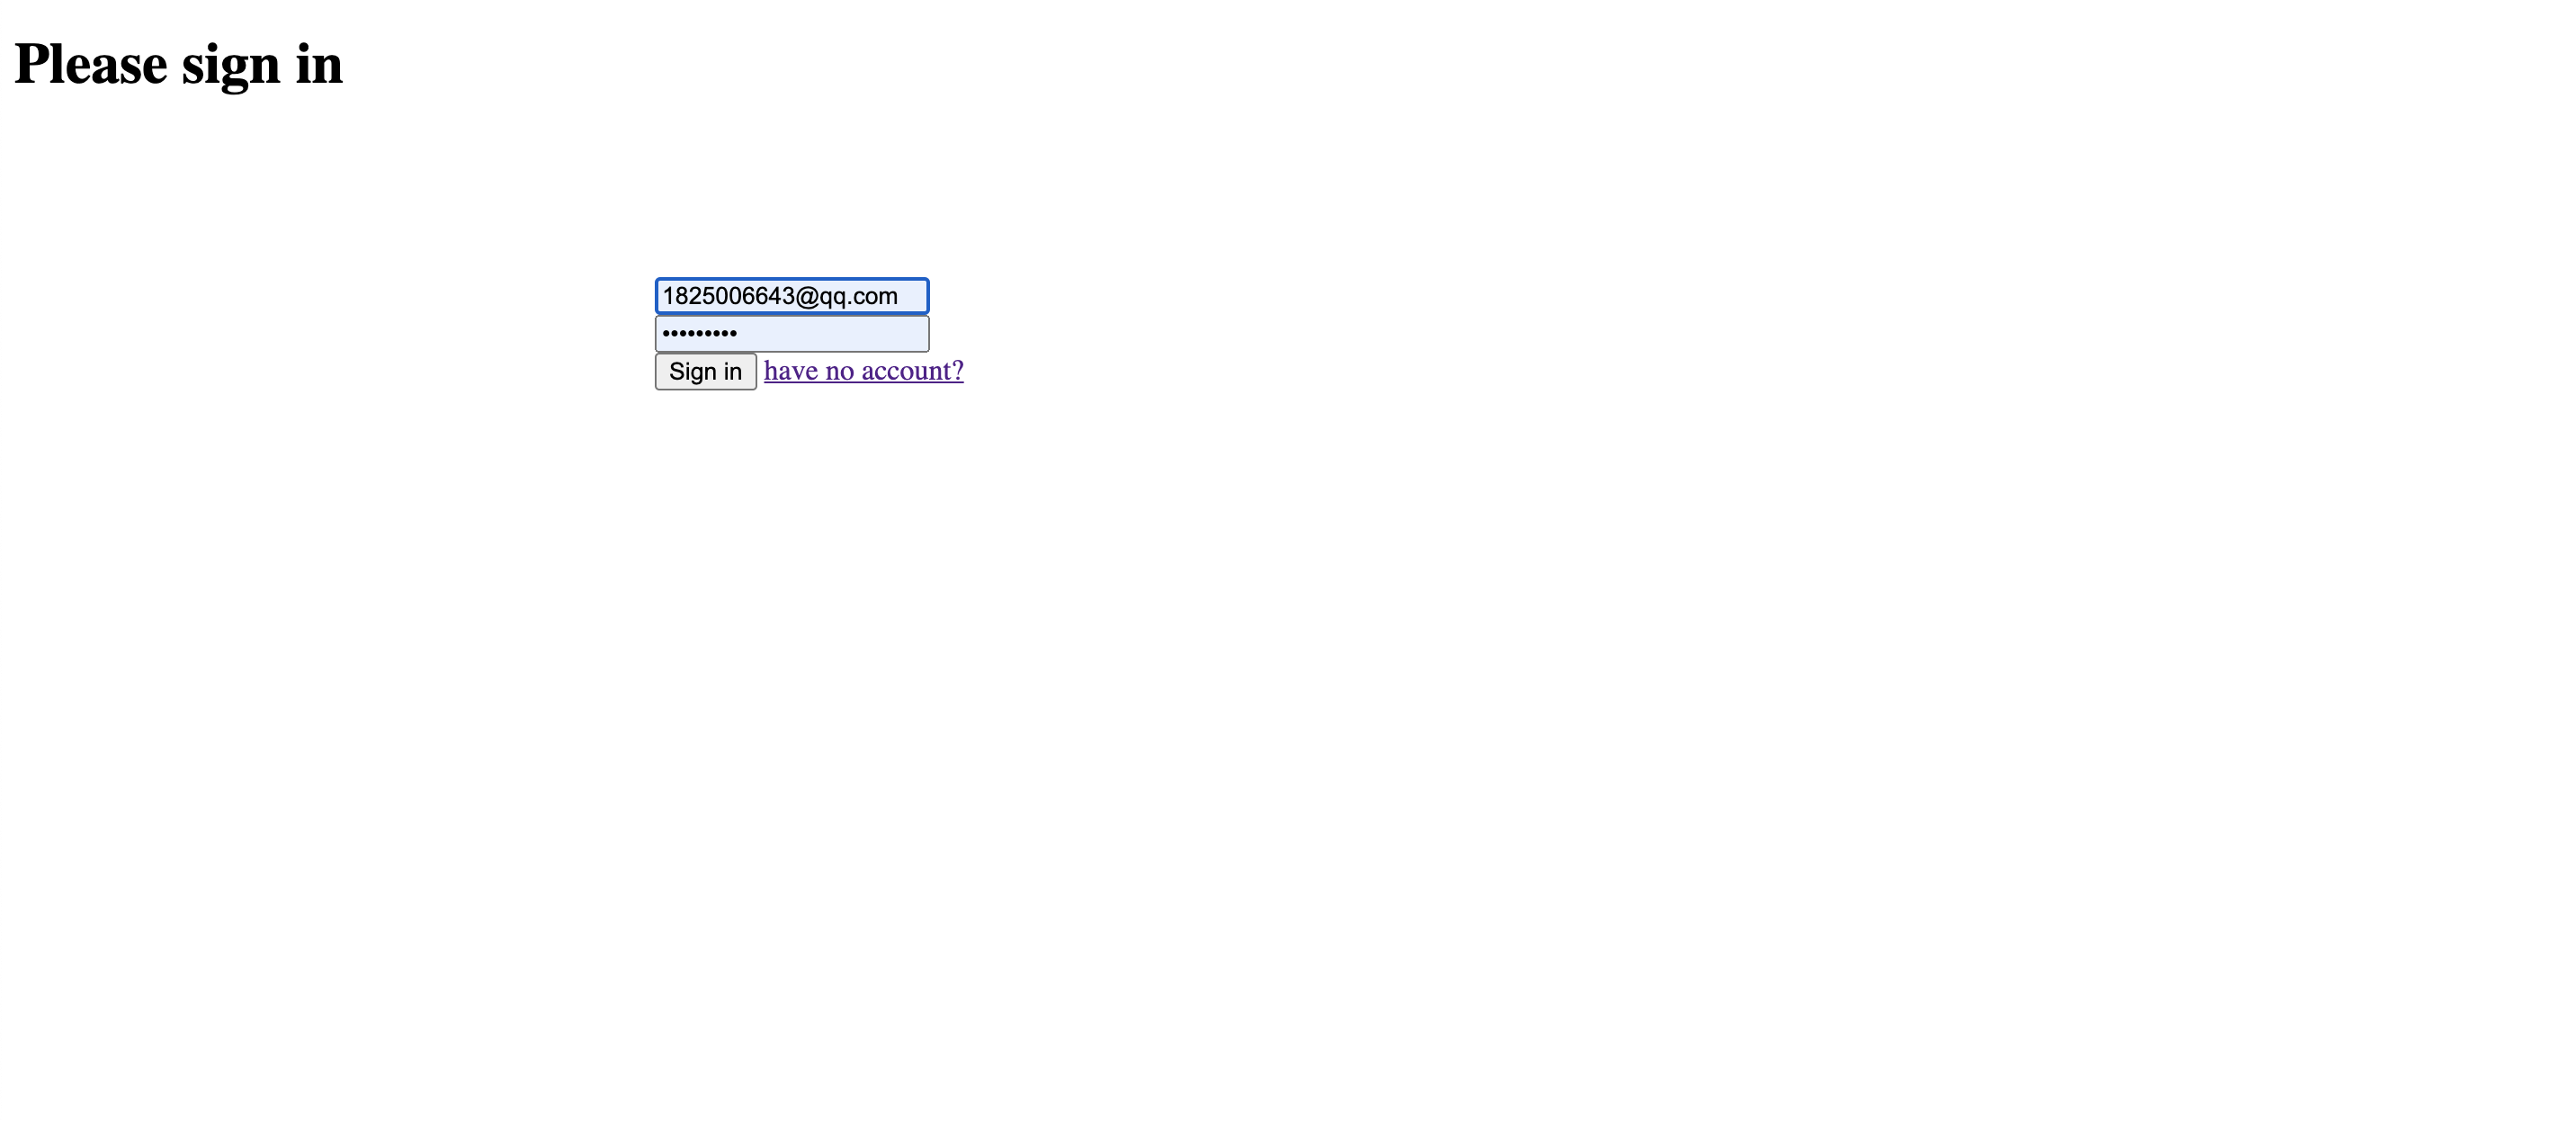 Please sign in
1825006643@qq.com
•••••••••
Sign in have no account?